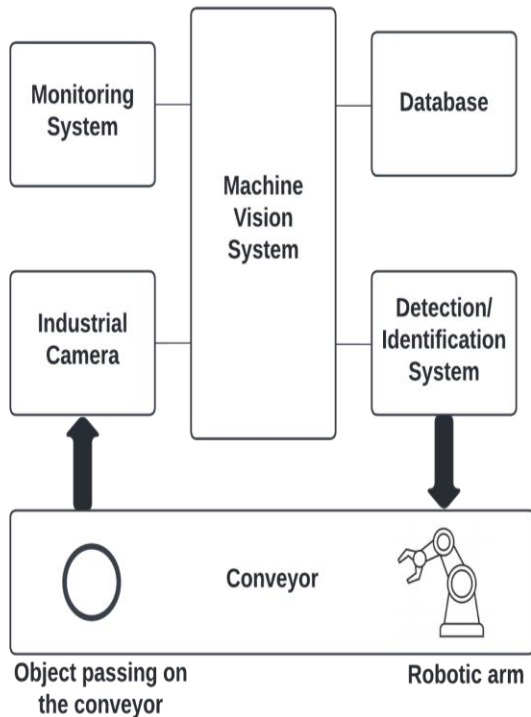 Monitoring
System
Machine
Vision
System
Database
Industrial
Camera
Detection/
Identification
System
Conveyor
Object passing on
the conveyor
Robotic arm